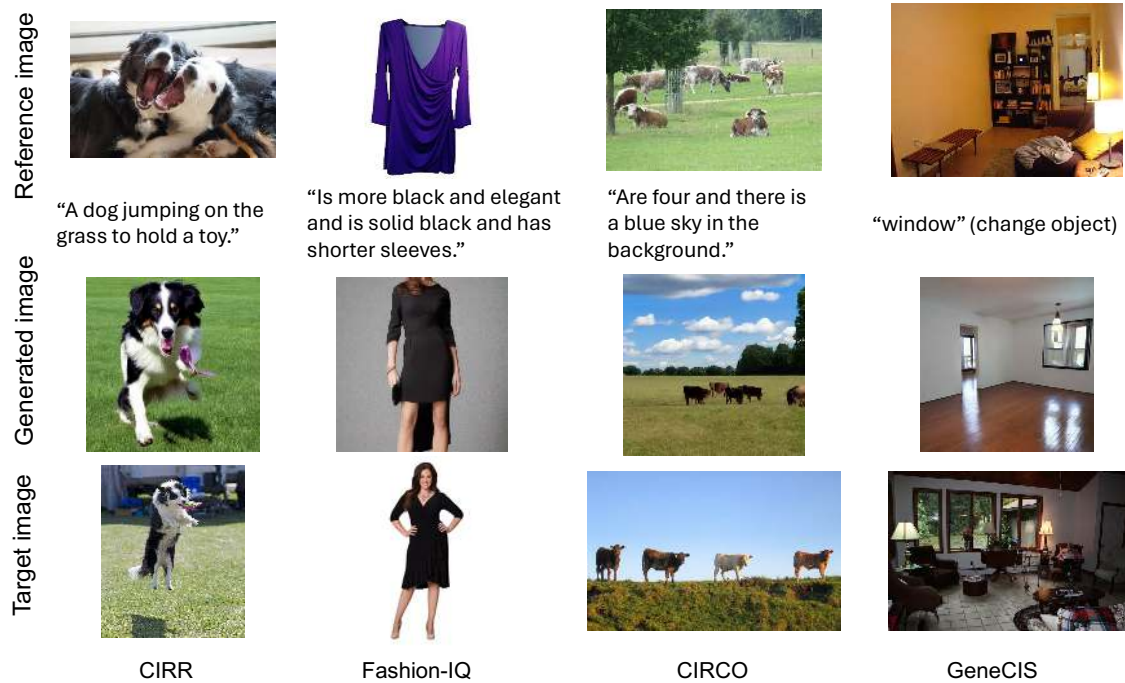 Reference image
“A dog jumping on the
grass to hold a toy.”
“Is more black and elegant
and is solid black and has
shorter sleeves.”
“Are four and there is
a blue sky in the
background.”
“window” (change object)
Generated image
Target image
CIRR
Fashion-IQ
CIRCO
GeneCIS